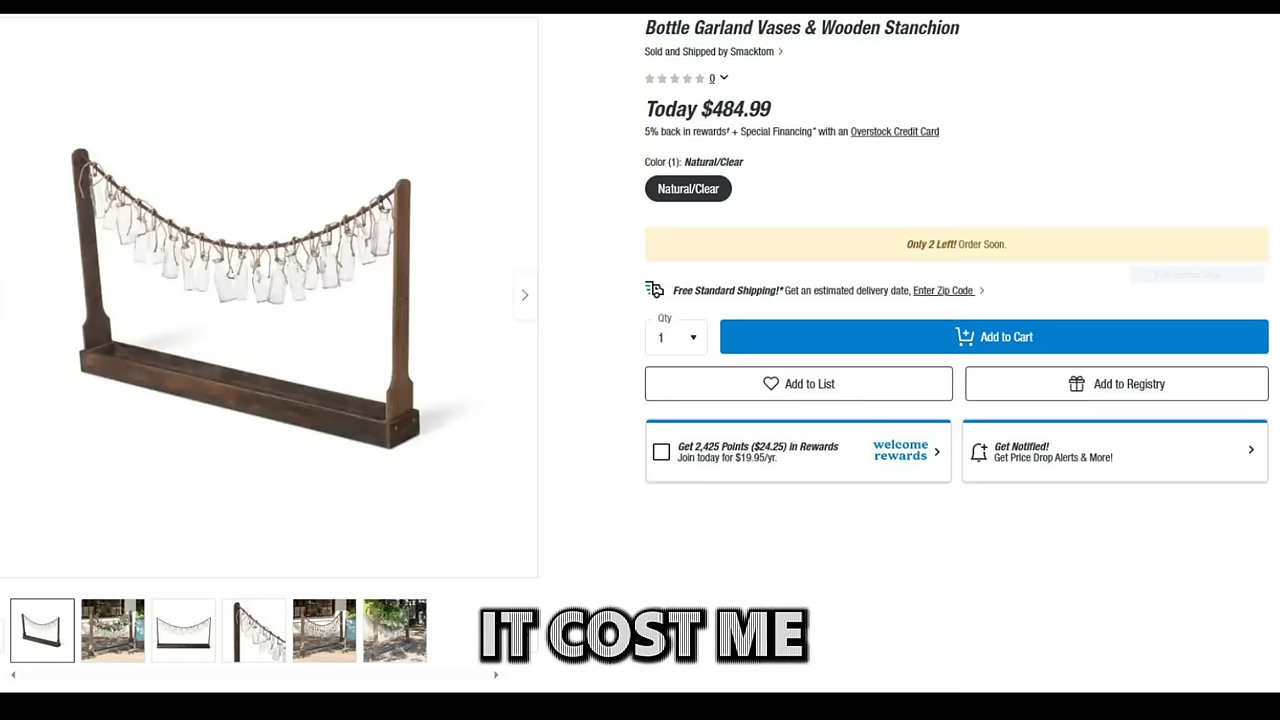 Bottle Garland Vases & Wooden Stanchion
Sold and Shipped by Smacktom
0
Today $484.99
5% back in rewards† + Special Financing* with an Overstock Credit Card
Color (1): Natural/Clear
Natural/Clear
Only 2 Left! Order Soon.
Free Standard Shipping!* Get an estimated delivery date, Enter Zip Code
Qty
1
Add to Cart
Add to List
Add to Registry
Get 2,425 Points ($24.25) in Rewards
Join today for $19.95/yr.
welcome
rewards
Get Notified!
Get Price Drop Alerts & More!
IT COST ME